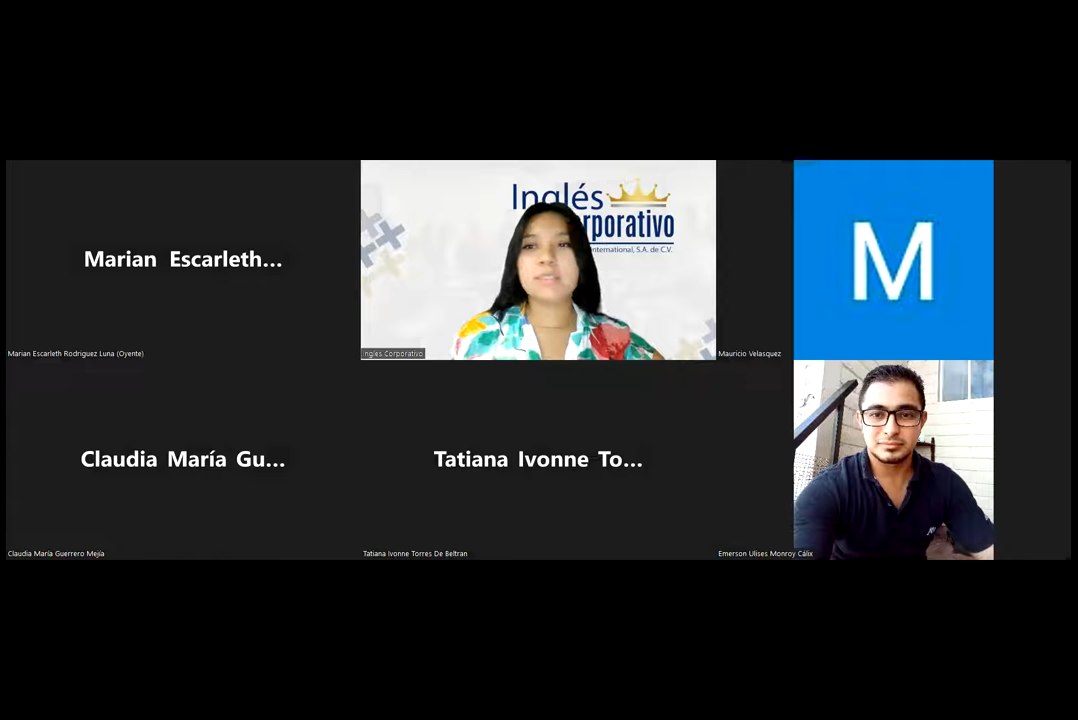 Marian Escarleth...
Marian Escarleth Rodriguez Luna (Oyente)
Inglés
rporativo
International, S.A. de C.V.
Ingles Corporativo
M
Mauricio Velasquez
Claudia María Gu...
Claudia María Guerrero Mejía
Tatiana Ivonne To...
Tatiana Ivonne Torres De Beltran
Emerson Ulises Monroy Cálix